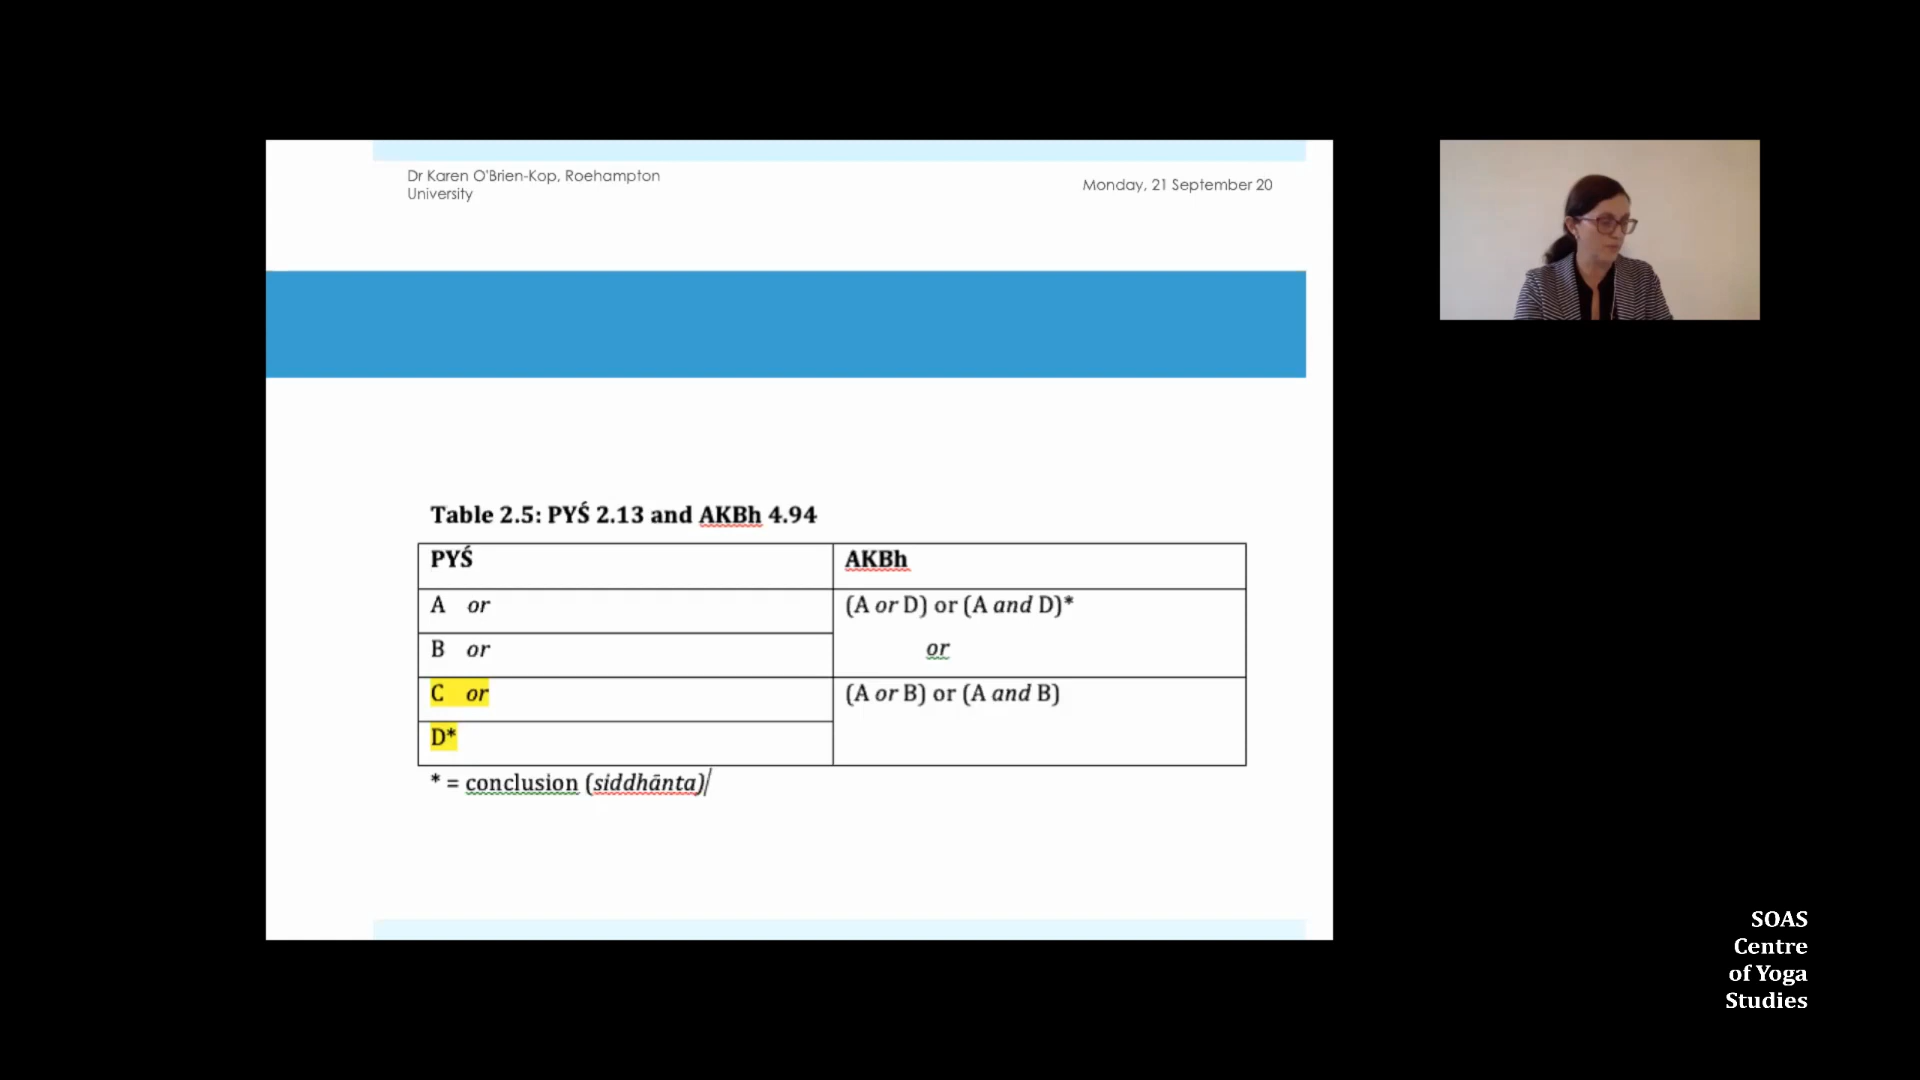 Dr Karen O'Brien-Kop, Roehampton
University
Monday, 21 September 20
Table 2.5: PYŚ 2.13 and AKBh 4.94
PYŚ
AKBh
A or
(A or D) or (A and D)*
B or
or
C or
(A or B) or (A and B)
D*
* = conclusion (siddhānta)
SOAS
Centre
of Yoga
Studies